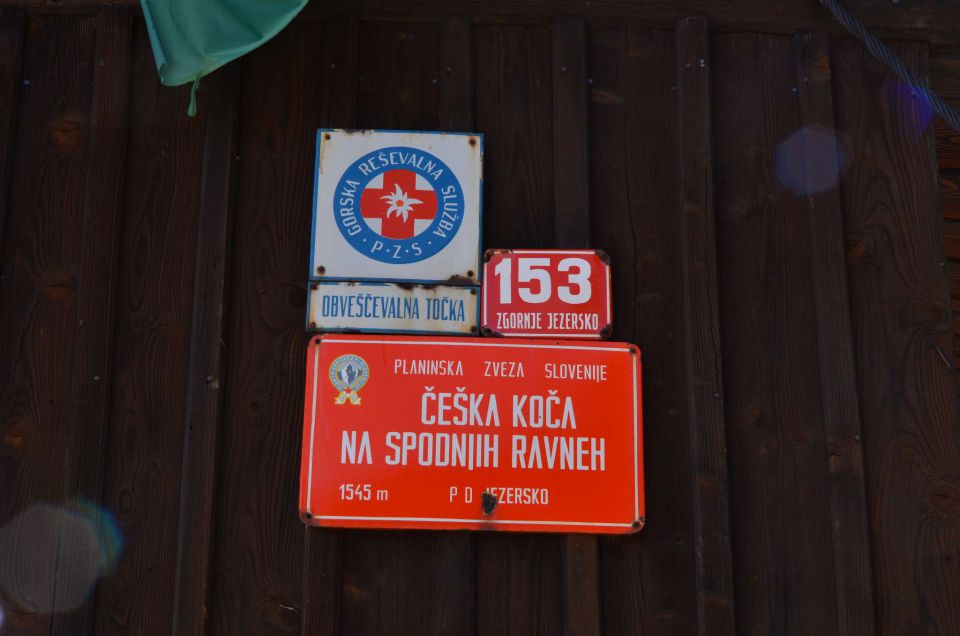 GORSKA REŠEVALNA SLUŽBA
· P · Z · S ·
OBVEŠČEVALNA TOČKA
153
ZGORNJE JEZERSKO
PLANINSKA ZVEZA SLOVENIJE
ČEŠKA KOČA
NA SPODNJIH RAVNEH
1545 m P D JEZERSKO